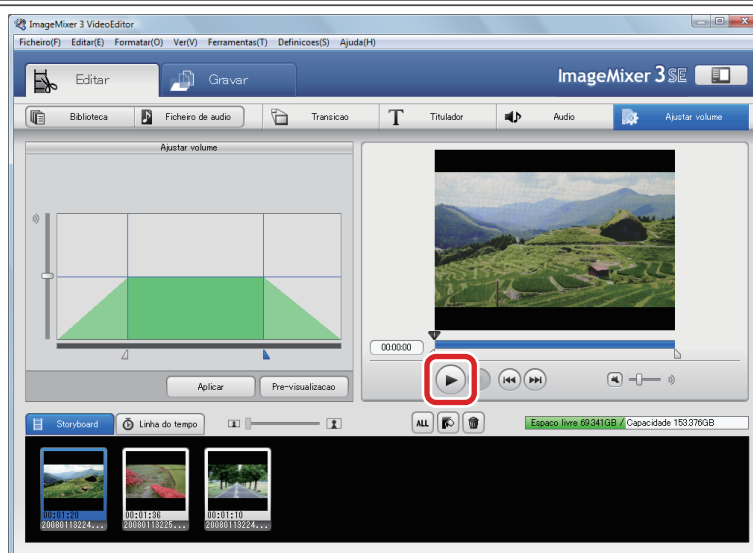 ImageMixer 3 VideoEditor
Ficheiro(F) Editar(E) Formatar(O) Ver(V) Ferramentas(T) Definicoes(S) Ajuda(H)
Editar Gravar ImageMixer 3 SE
Biblioteca Ficheiro de audio Transicao T Titulador Audio Ajustar volume
Ajustar volume
00:00:00
Aplicar Pre-visualizacao
Storyboard Linha do tempo ALL Espaco livre 69.341GB / Capacidade 153.376GB
00:01:20 00:01:36 00:01:10
20080113224... 20080113225... 20080113224...